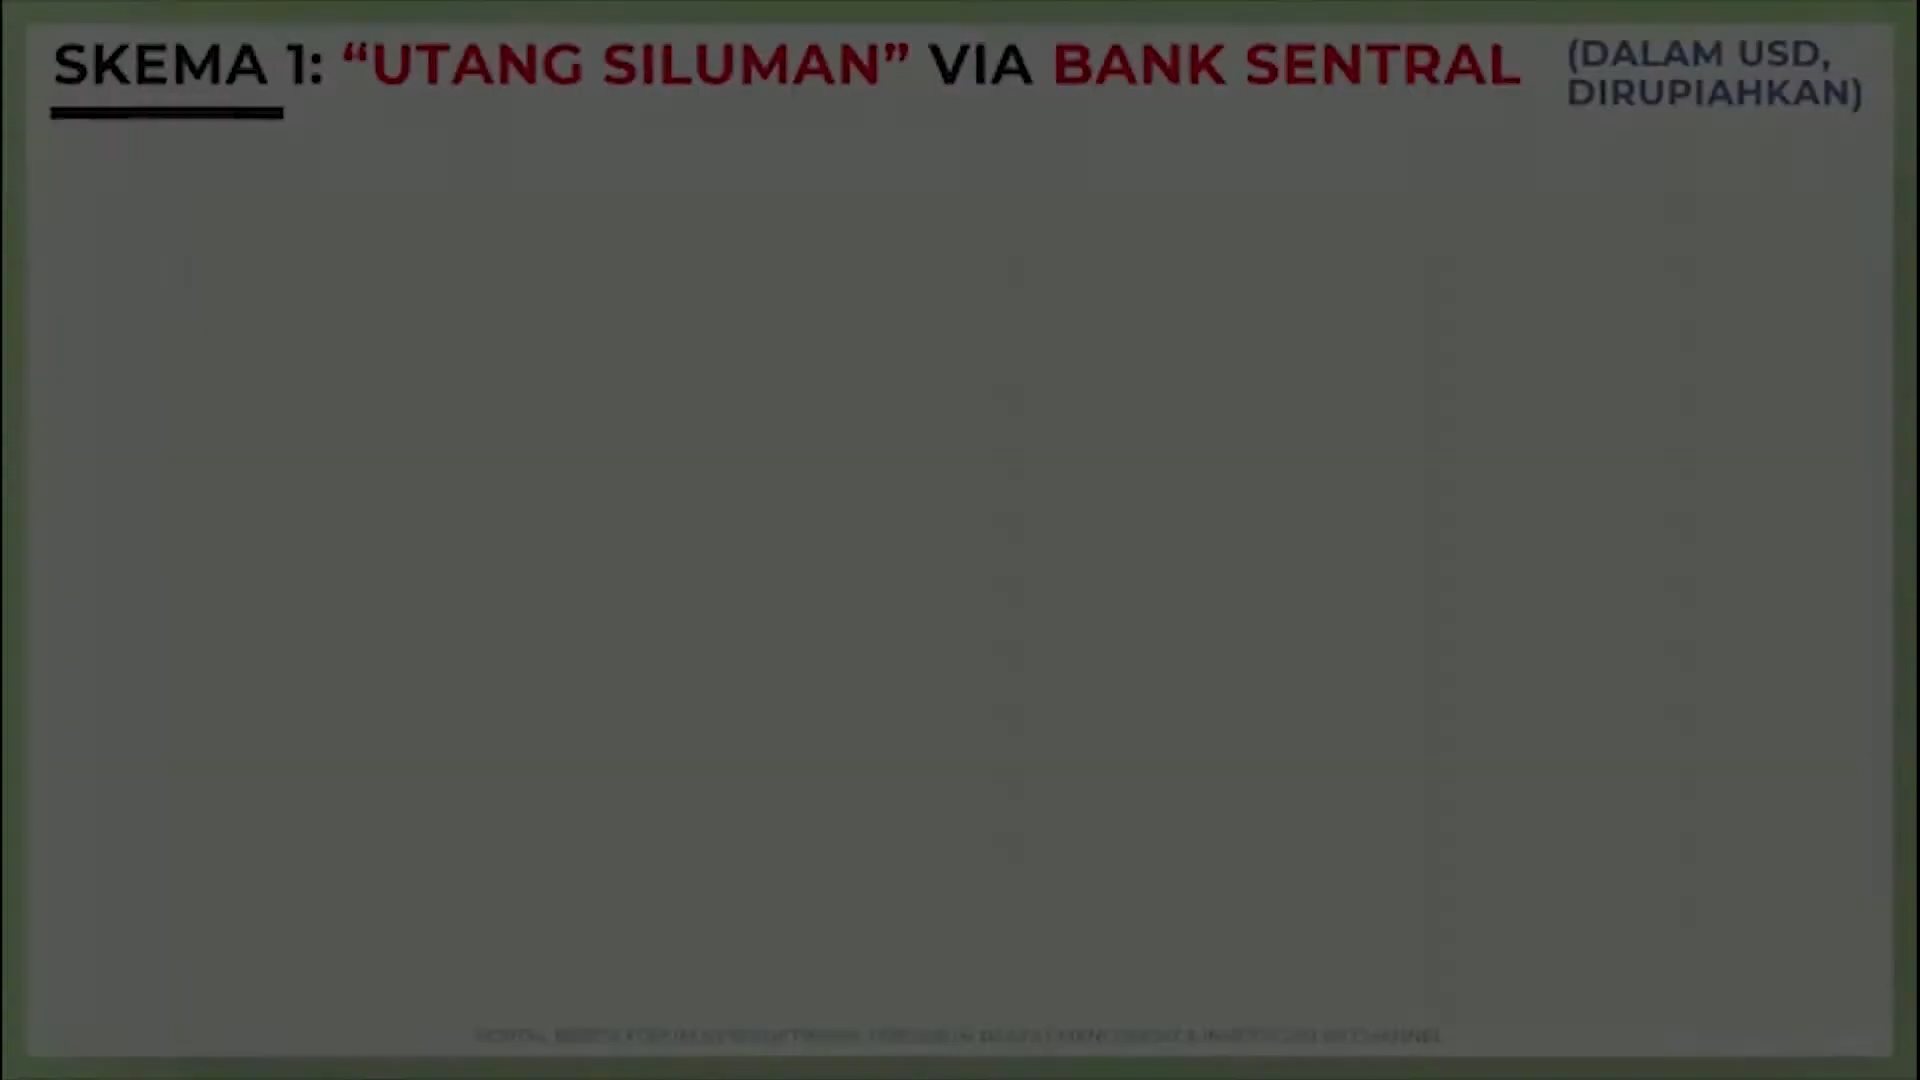 SKEMA 1: “UTANG SILUMAN” VIA BANK SENTRAL
(DALAM USD,
DIRUPIAHKAN)